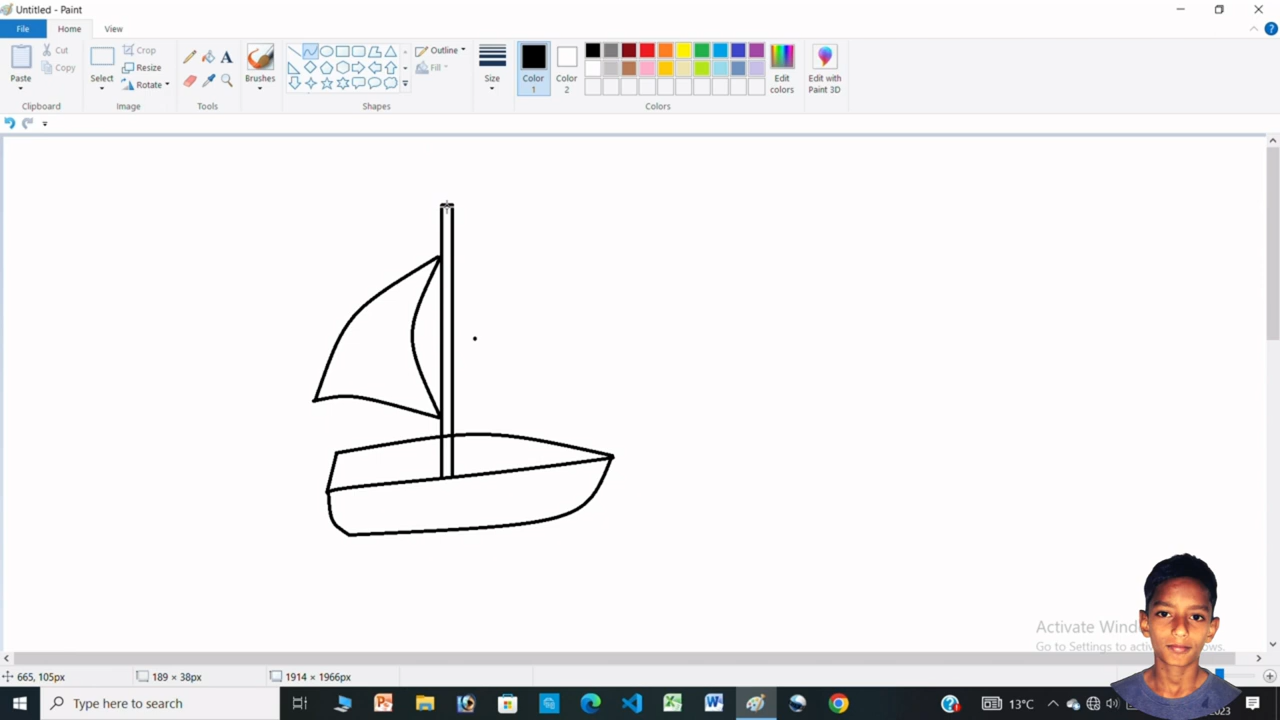 Untitled - Paint
File Home View
Cut
Copy
Paste
Clipboard
Crop
Resize
Rotate
Select
Image
A
Tools
Brushes
Outline
Fill
Shapes
Size
Color 1
Color 2
Edit colors
Colors
Edit with Paint 3D
Activate Wind
Go to Settings to
665, 105px
189 × 38px
1914 × 1966px
Type here to search
13°C